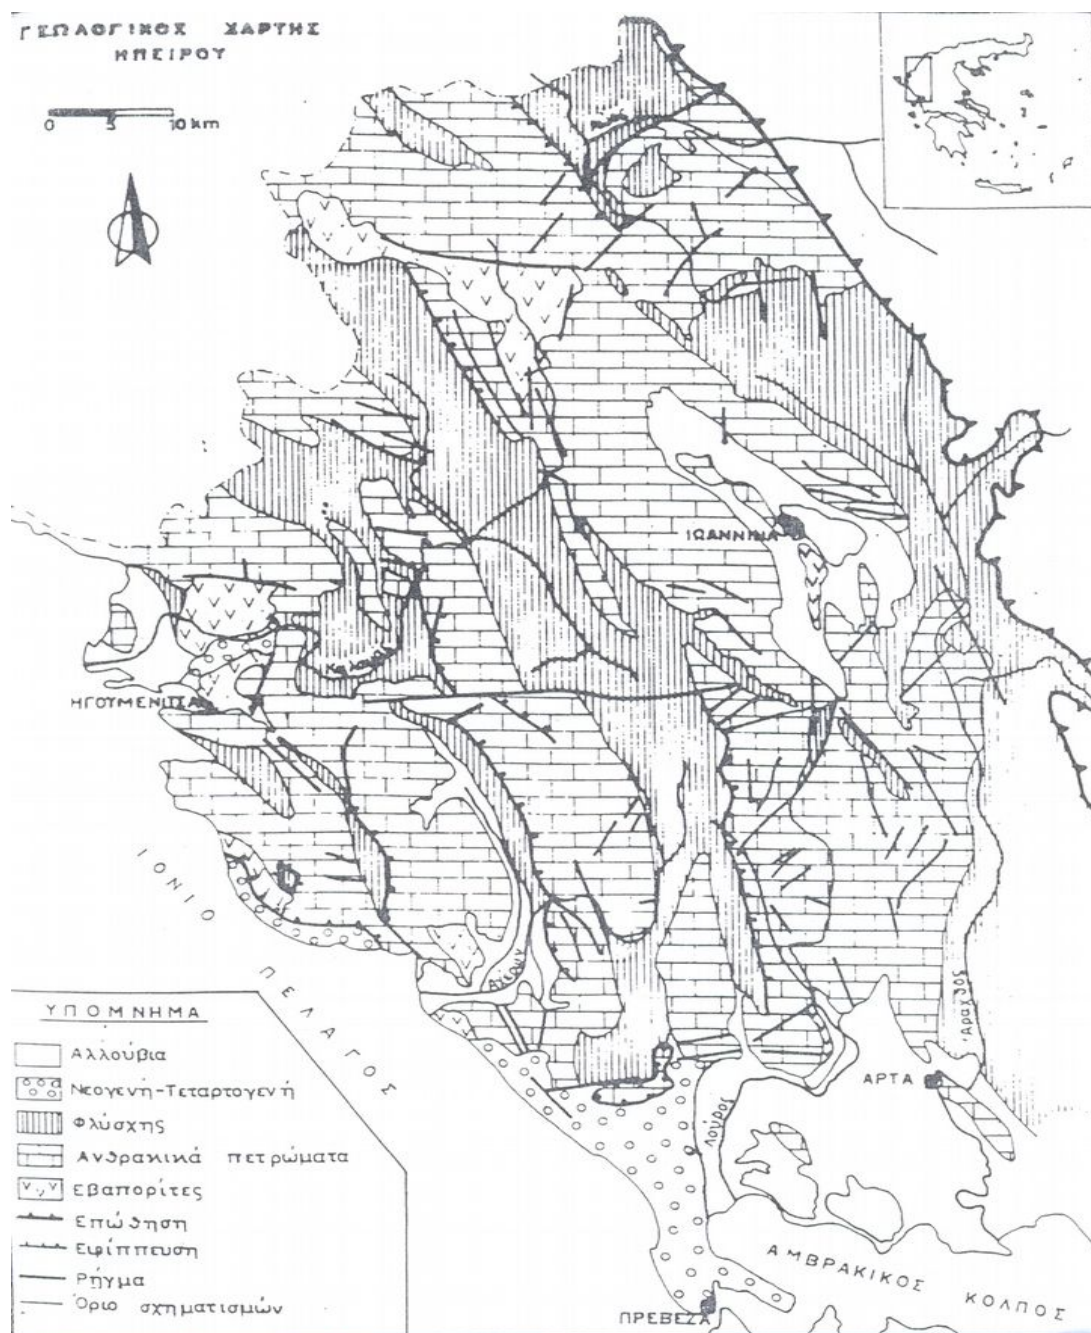 ΓΕΩΛΟΓΙΚΟΣ ΧΑΡΤΗΣ
ΗΠΕΙΡΟΥ
0 5 10 km
ΙΩΑΝΝΙΝΑ
ΗΓΟΥΜΕΝΙΤΣΑ
ΙΟΝΙΟ ΠΕΛΑΓΟΣ
Άραχθος
ΑΡΤΑ
Λούρος
ΑΜΒΡΑΚΙΚΟΣ ΚΟΛΠΟΣ
ΠΡΕΒΕΖΑ
ΥΠΟΜΝΗΜΑ
Αλλούβια
Νεογενή-Τεταρτογενή
Φλύσχης
Ανθρακικά πετρώματα
Εβαπορίτες
Επώθηση
Εφίππευση
Ρήγμα
Όριο σχηματισμών